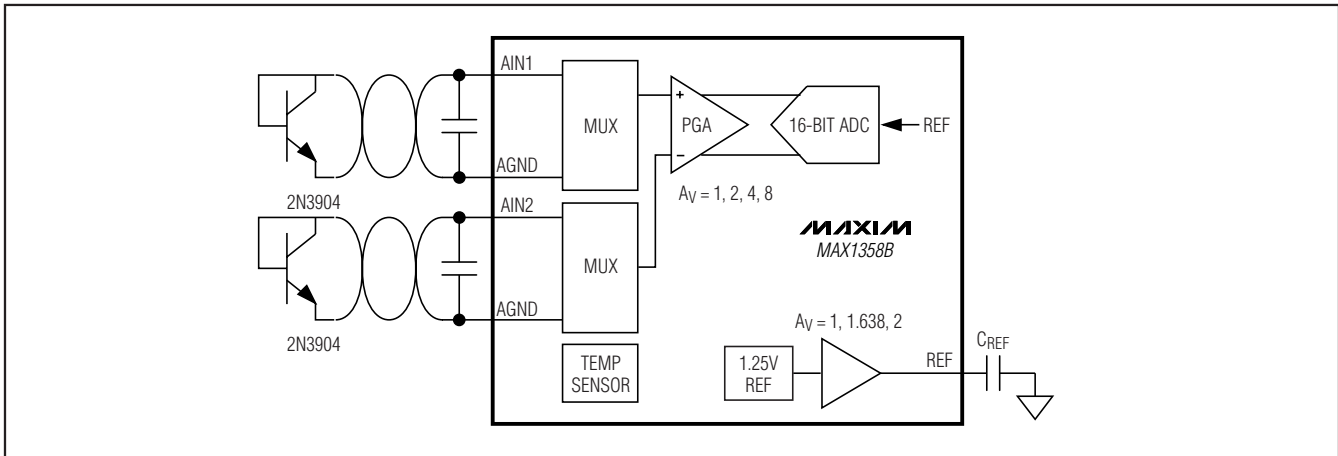 AIN1
MUX
PGA
16-BIT ADC
REF
AGND
2N3904
AV = 1, 2, 4, 8
AIN2
MUX
MAXIM
MAX1358B
AGND
2N3904
AV = 1, 1.638, 2
TEMP
SENSOR
1.25V
REF
REF
CREF